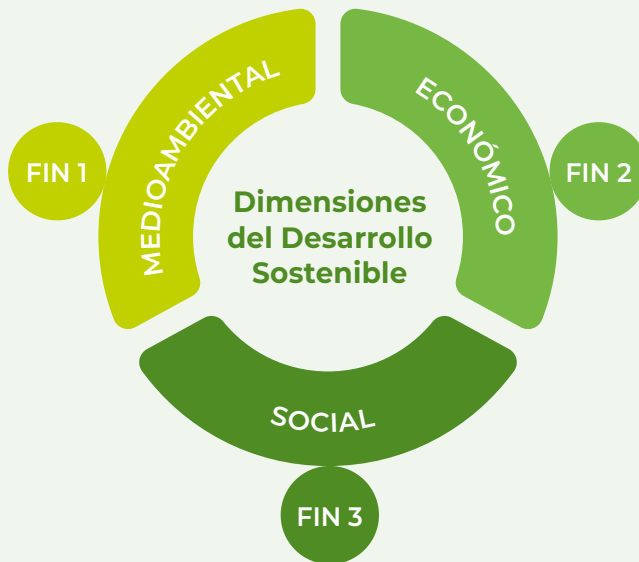 MEDIOAMBIENTAL
ECONÓMICO
FIN 1
FIN 2
Dimensiones
del Desarrollo
Sostenible
SOCIAL
FIN 3